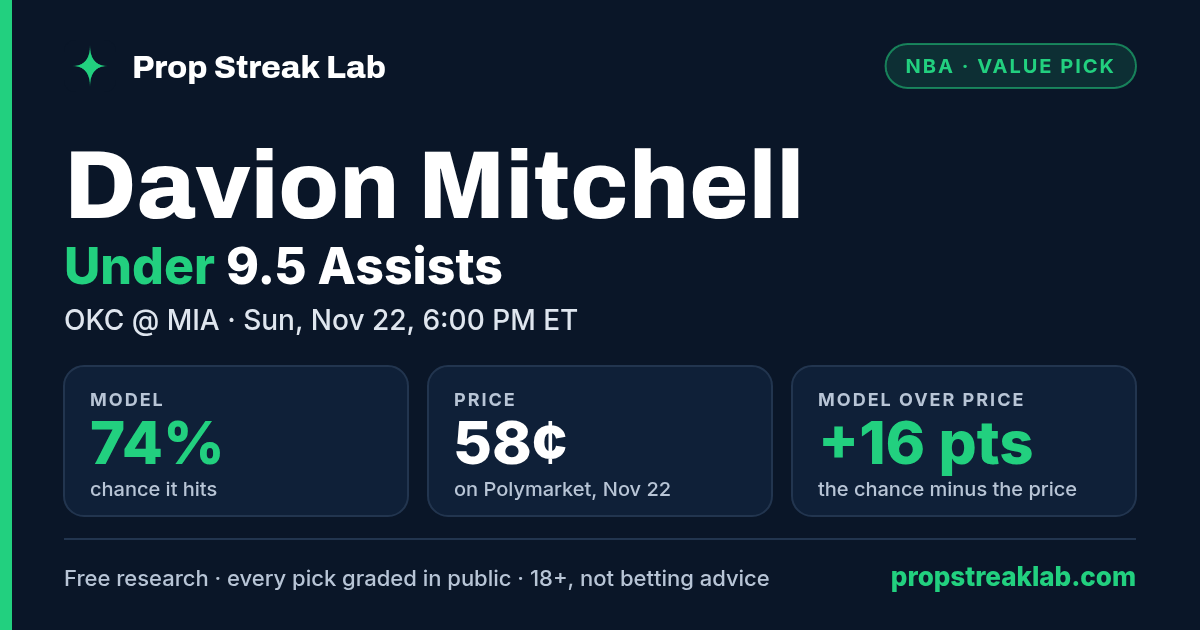 Prop Streak Lab
NBA · VALUE PICK
Davion Mitchell
Under 9.5 Assists
OKC @ MIA · Sun, Nov 22, 6:00 PM ET
MODEL
74%
chance it hits
PRICE
58¢
on Polymarket, Nov 22
MODEL OVER PRICE
+16 pts
the chance minus the price
Free research · every pick graded in public · 18+, not betting advice
propstreaklab.com